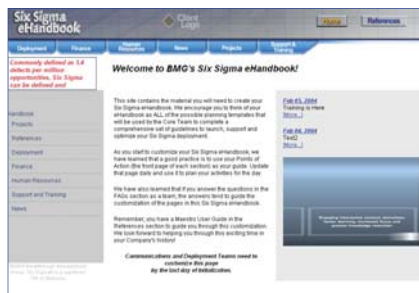 Six Sigma
eHandbook
Client
Logo
Home
References
Deployment
Finance
Human
Resources
News
Projects
Support &
Training
Commonly defined as 3.4
defects per million
opportunities, Six Sigma
can be defined and
Handbook
Projects
References
Deployment
Finance
Human Resources
Support and Training
News
Welcome to BMG's Six Sigma eHandbook!
This site contains the material you will need to create your
Six Sigma eHandbook. We encourage you to think of your
eHandbook as ALL of the possible planning templates that
will be used by the Core Team to complete a
comprehensive set of guidelines to launch, support and
optimize your Six Sigma deployment.
As you start to customize your Six Sigma eHandbook, we
have learned that a good practice is to use your Points of
Action (the front page of each section) as your guide. Update
that page daily and use it to plan your activities for the day.
We have also learned that if you answer the questions in the
FAQs section as a team, the answers tend to guide the
customization of the pages in this Six Sigma eHandbook.
Remember, you have a Maestro User Guide in the
References section to guide you through this customization.
We look forward to helping you through this exciting time in
your Company's history!
Communications and Deployment Teams need to
customize this page
by the last day of Initialization.
Feb 03, 2004
Training is Here
(More...)
Feb 04, 2004
Test2
(More...)